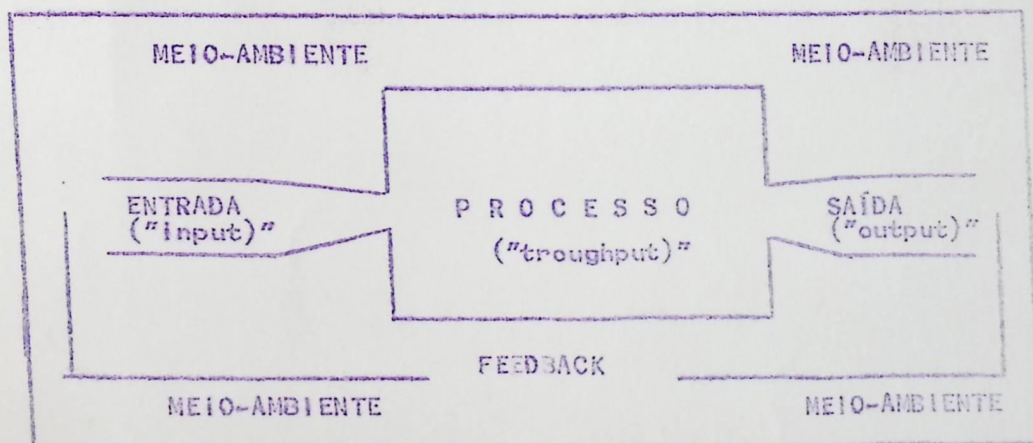 MEIO-AMBIENTE MEIO-AMBIENTE
ENTRADA
("input)"
P R O C E S S O
("troughput)"
SAÍDA
("output)"
FEEDBACK
MEIO-AMBIENTE MEIO-AMBIENTE